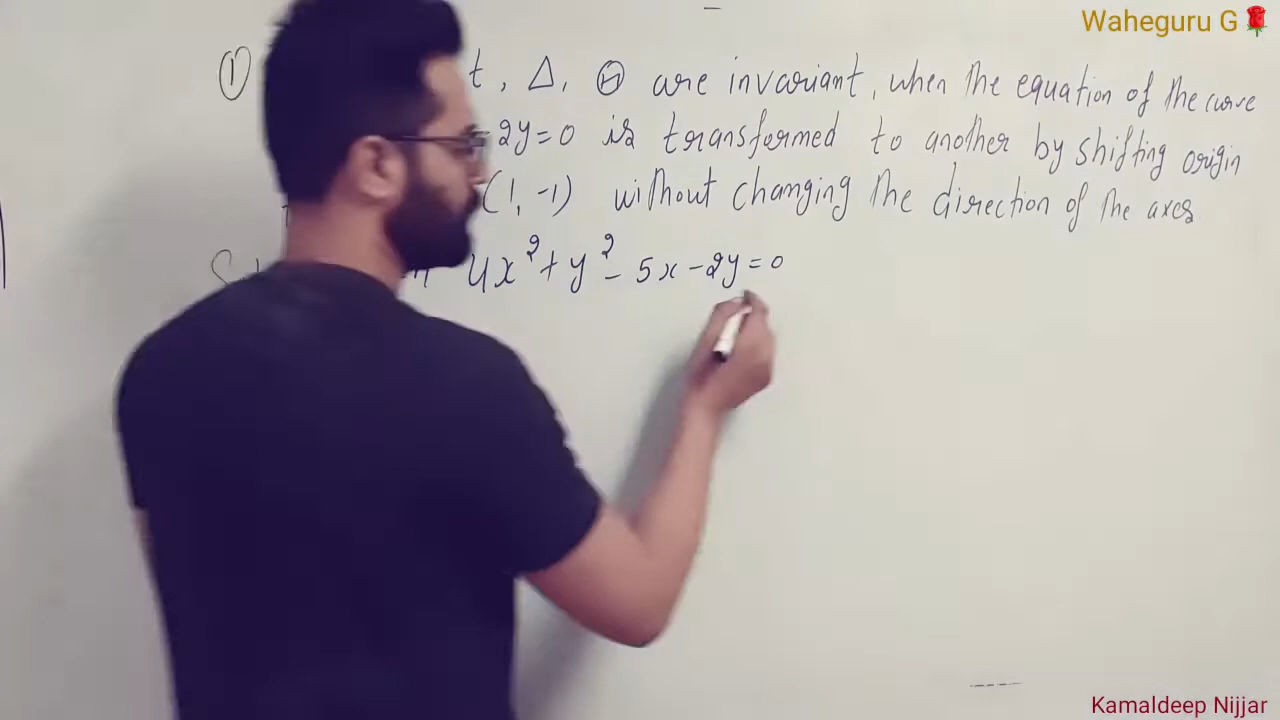 Waheguru G🌹
① t, Δ, Ⓗ are invariant, when the equation of the curve
2y=0 is transformed to another by shifting origin
(1, -1) without changing the direction of the axes
4x²+y²-5x-2y=0
Kamaldeep Nijjar